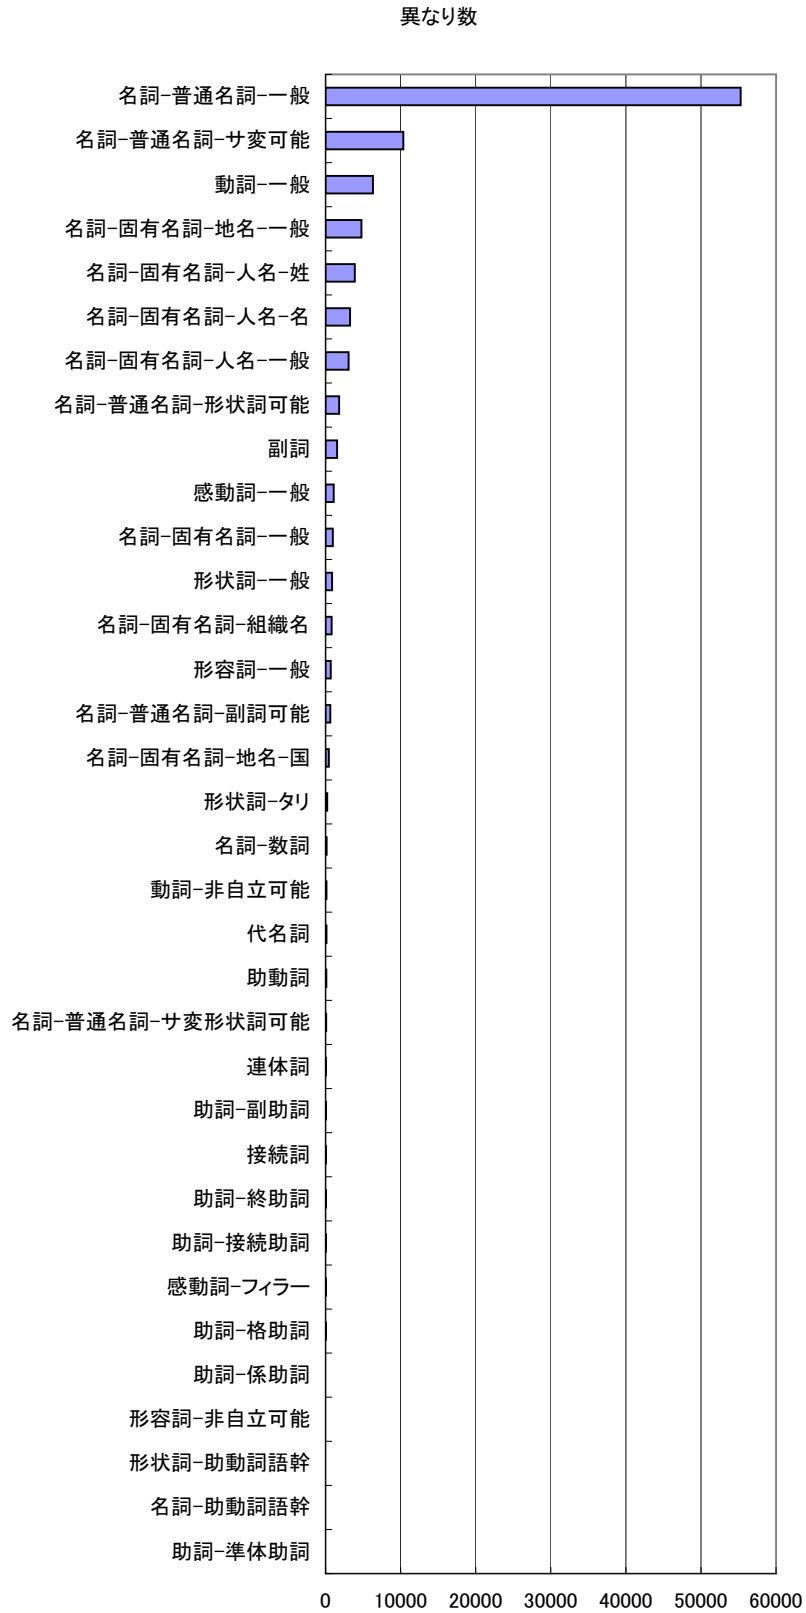 異なり数
名詞-普通名詞-一般
名詞-普通名詞-サ変可能
動詞-一般
名詞-固有名詞-地名-一般
名詞-固有名詞-人名-姓
名詞-固有名詞-人名-名
名詞-固有名詞-人名-一般
名詞-普通名詞-形状詞可能
副詞
感動詞-一般
名詞-固有名詞-一般
形状詞-一般
名詞-固有名詞-組織名
形容詞-一般
名詞-普通名詞-副詞可能
名詞-固有名詞-地名-国
形状詞-タリ
名詞-数詞
動詞-非自立可能
代名詞
助動詞
名詞-普通名詞-サ変形状詞可能
連体詞
助詞-副助詞
接続詞
助詞-終助詞
助詞-接続助詞
感動詞-フィラー
助詞-格助詞
助詞-係助詞
形容詞-非自立可能
形状詞-助動詞語幹
名詞-助動詞語幹
助詞-準体助詞
0 10000 20000 30000 40000 50000 60000